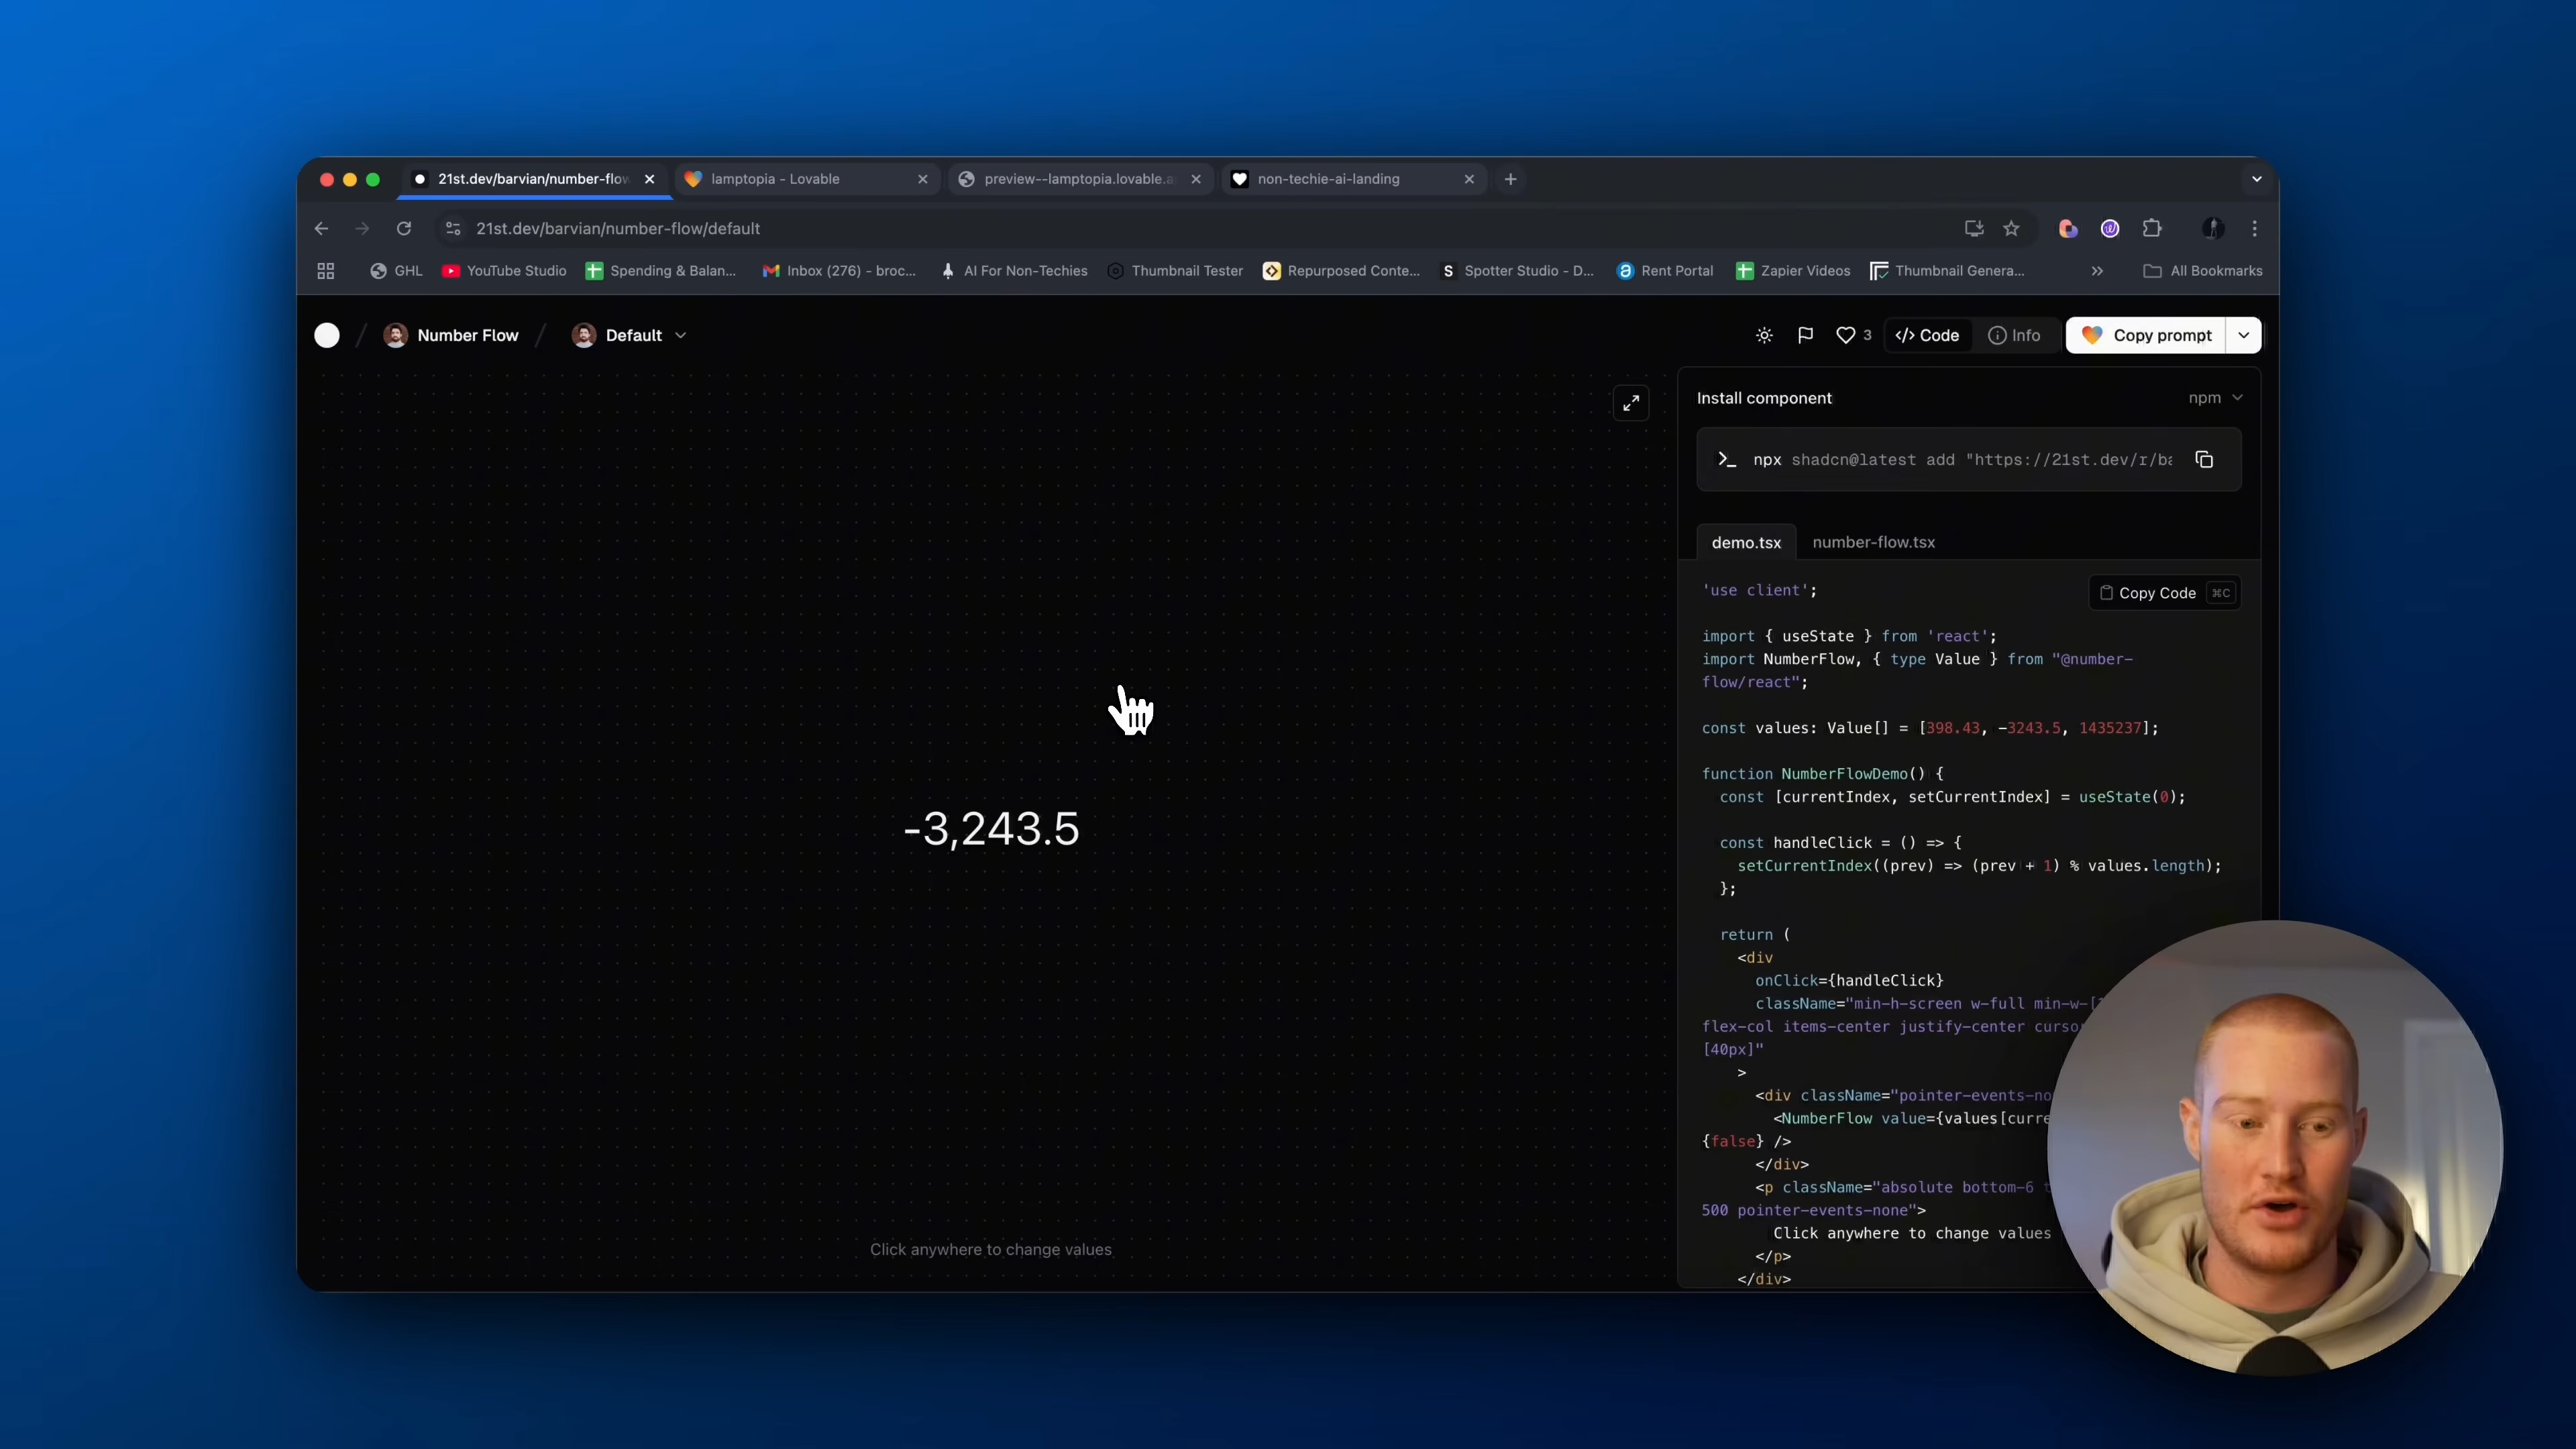 21st.dev/barvian/number-flow
lamptopia - Lovable
preview--lamptopia.lovable.a
non-techie-ai-landing
21st.dev/barvian/number-flow/default
GHL
YouTube Studio
Spending & Balan...
Inbox (276) - broc...
AI For Non-Techies
Thumbnail Tester
Repurposed Conte...
S
Spotter Studio - D...
Rent Portal
Zapier Videos
Thumbnail Genera...
All Bookmarks
/ Number Flow / Default
3
</> Code
Info
Copy prompt
Install component
npm
npx shadcn@latest add "https://21st.dev/r/ba
demo.tsx
number-flow.tsx
Copy Code ⌘C
'use client';
import { useState } from 'react';
import NumberFlow, { type Value } from "@number-
flow/react";
const values: Value[] = [398.43, -3243.5, 1435237];
function NumberFlowDemo() {
const [currentIndex, setCurrentIndex] = useState(0);
const handleClick = () => {
setCurrentIndex((prev) => (prev + 1) % values.length);
};
return (
<div
onClick={handleClick}
className="min-h-screen w-full min-w-[
flex-col items-center justify-center curso
[40px]"
>
<div className="pointer-events-no
<NumberFlow value={values[curre
{false} />
</div>
<p className="absolute bottom-6
500 pointer-events-none">
Click anywhere to change values
</p>
</div>
-3,243.5
Click anywhere to change values